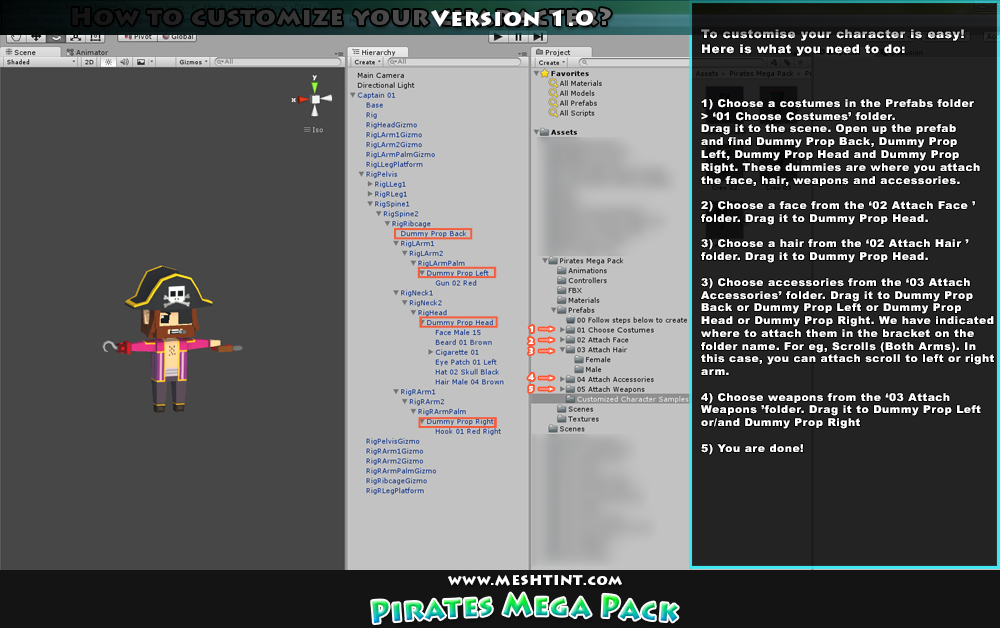 How to customize your character?
Version 1.0
Pivot
Global
Scene
Animator
Shaded
2D
Gizmos
All
y
x
Iso
Hierarchy
Create
All
Main Camera
Directional Light
Captain 01
Base
Rig
RigHeadGizmo
RigLArm1Gizmo
RigLArm2Gizmo
RigLArmPalmGizmo
RigLLegPlatform
RigPelvis
RigLLeg1
RigRLeg1
RigSpine1
RigSpine2
RigRibcage
Dummy Prop Back
RigLArm1
RigLArm2
RigLArmPalm
Dummy Prop Left
Gun 02 Red
RigNeck1
RigNeck2
RigHead
Dummy Prop Head
Face Male 15
Beard 01 Brown
Cigarette 01
Eye Patch 01 Left
Hat 02 Skull Black
Hair Male 04 Brown
RigRArm1
RigRArm2
RigRArmPalm
Dummy Prop Right
Hook 01 Red Right
RigPelvisGizmo
RigRArm1Gizmo
RigRArm2Gizmo
RigRArmPalmGizmo
RigRibcageGizmo
RigRLegPlatform
Project
Create
Favorites
All Materials
All Models
All Prefabs
All Scripts
Assets
Pirates Mega Pack
Animations
Controllers
FBX
Materials
Prefabs
00 Follow steps below to create
1 01 Choose Costumes
2 02 Attach Face
3 03 Attach Hair
Female
Male
4 04 Attach Accessories
5 05 Attach Weapons
Customized Character Samples
Scenes
Textures
Scenes
Assets Pirates Mega Pack
To customise your character is easy!
Here is what you need to do:
1) Choose a costumes in the Prefabs folder
> ‘01 Choose Costumes’ folder.
Drag it to the scene. Open up the prefab
and find Dummy Prop Back, Dummy Prop
Left, Dummy Prop Head and Dummy Prop
Right. These dummies are where you attach
the face, hair, weapons and accessories.
2) Choose a face from the ‘02 Attach Face ’
folder. Drag it to Dummy Prop Head.
3) Choose a hair from the ‘02 Attach Hair ’
folder. Drag it to Dummy Prop Head.
3) Choose accessories from the ‘03 Attach
Accessories’ folder. Drag it to Dummy Prop
Back or Dummy Prop Left or Dummy Prop
Head or Dummy Prop Right. We have indicated
where to attach them in the bracket on the
folder name. For eg, Scrolls (Both Arms). In
this case, you can attach scroll to left or right
arm.
4) Choose weapons from the ‘03 Attach
Weapons ’folder. Drag it to Dummy Prop Left
or/and Dummy Prop Right
5) You are done!
www.meshtint.com
Pirates Mega Pack